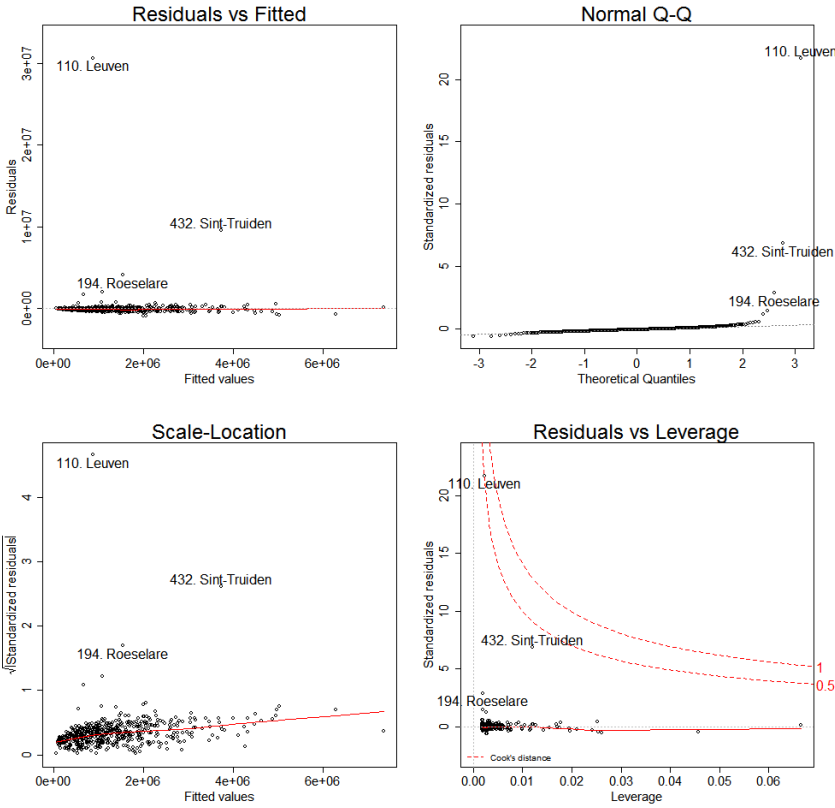 Residuals vs Fitted
Residuals
0e+00 1e+07 3e+07
110. Leuven
432. Sint-Truiden
194. Roeselare
0e+00 2e+06 4e+06 6e+06
Fitted values
Normal Q-Q
Standardized residuals
0 5 10 15 20
110. Leuven
432. Sint-Truiden
194. Roeselare
-3 -2 -1 0 1 2 3
Theoretical Quantiles
Scale-Location
√|Standardized residuals|
0 1 2 3 4
110. Leuven
432. Sint-Truiden
194. Roeselare
0e+00 2e+06 4e+06 6e+06
Fitted values
Residuals vs Leverage
Standardized residuals
0 5 10 15 20
110. Leuven
432. Sint-Truiden
194. Roeselare
1
0.5
Cook's distance
0.00 0.01 0.02 0.03 0.04 0.05 0.06
Leverage